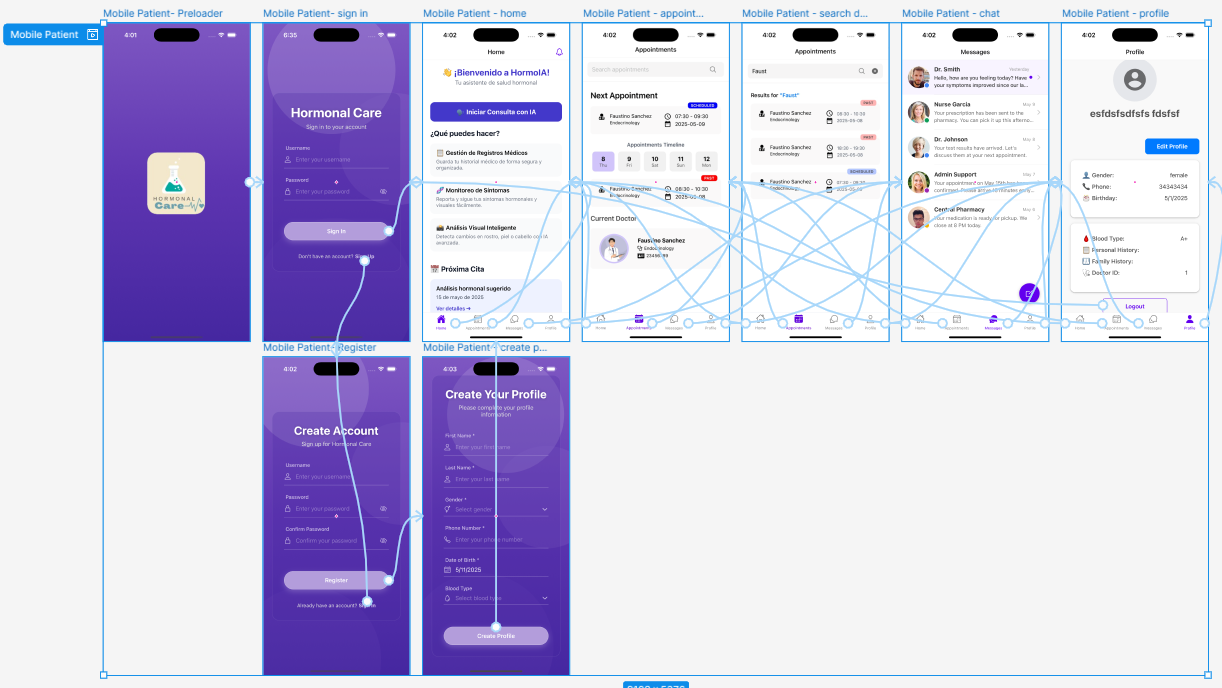 Mobile Patient
Mobile Patient- Preloader
4:01
HORMONAL
Care
Mobile Patient- sign in
6:35
Hormonal Care
Sign in to your account
Username
Enter your username
Password
Enter your password
Sign In
Don't have an account? Sign Up
Mobile Patient - home
4:02
Home
👋 ¡Bienvenido a HormoIA!
Tu asistente de salud hormonal
Iniciar Consulta con IA
¿Qué puedes hacer?
Gestión de Registros Médicos
Guarda tu historial médico de forma segura y
organizada.
Monitoreo de Síntomas
Reporta y sigue tus síntomas hormonales y
visuales fácilmente.
Análisis Visual Inteligente
Detecta cambios en rostro, piel o cabello con IA
avanzada.
Próxima Cita
Análisis hormonal sugerido
15 de mayo de 2025
Ver detalles →
Home
Appointments
Messages
Profile
Mobile Patient - appoint...
4:02
Appointments
Search appointments
Next Appointment
SCHEDULED
Faustino Sanchez
Endocrinology
07:30 - 09:30
2025-05-09
Appointments Timeline
8 Thu
9 Fri
10 Sat
11 Sun
12 Mon
PAST
Faustino Sanchez
Endocrinology
08:30 - 10:30
2025-05-09
Current Doctor
Faustino Sanchez
Endocrinology
Home
Appointments
Messages
Profile
Mobile Patient - search d...
4:02
Appointments
Faust
Results for "Faust"
PAST
Faustino Sanchez
Endocrinology
08:30 - 10:30
2025-05-09
PAST
Faustino Sanchez
Endocrinology
18:30 - 19:30
2025-05-09
SCHEDULED
Faustino Sanchez
Endocrinology
07:30 - 09:30
2025-05-09
Home
Appointments
Messages
Profile
Mobile Patient - chat
4:02
Messages
Dr. Smith
Yesterday
Hello, how are you feeling today? Have
your symptoms improved since our la...
Nurse Garcia
May 9
Your prescription has been sent to the
pharmacy. You can pick it up this afterno...
Dr. Johnson
May 8
Your test results have arrived. Let's
discuss them at your next appointment.
Admin Support
May 7
Your appointment on May 15th has been
confirmed. Please arrive 10 minutes early...
Central Pharmacy
May 6
Your medication is ready for pickup. We
close at 8 PM today.
Home
Appointments
Messages
Profile
Mobile Patient - profile
4:02
Profile
esfdsfsdfsfs fdsfsf
Edit Profile
Gender:
female
Phone:
34343434
Birthday:
5/1/2025
Blood Type:
A+
Personal History:
Family History:
Doctor ID:
1
Logout
Home
Appointments
Messages
Profile
Mobile Patient- Register
4:02
Create Account
Sign up for Hormonal Care
Username
Enter your username
Password
Enter your password
Confirm Password
Confirm your password
Register
Already have an account? Sign In
Mobile Patient - create p...
4:03
Create Your Profile
Please complete your profile
information
First Name *
Enter your first name
Last Name *
Enter your last name
Gender *
Select gender
Phone Number *
Enter your phone number
Date of Birth *
5/11/2025
Blood Type
Select blood type
Create Profile